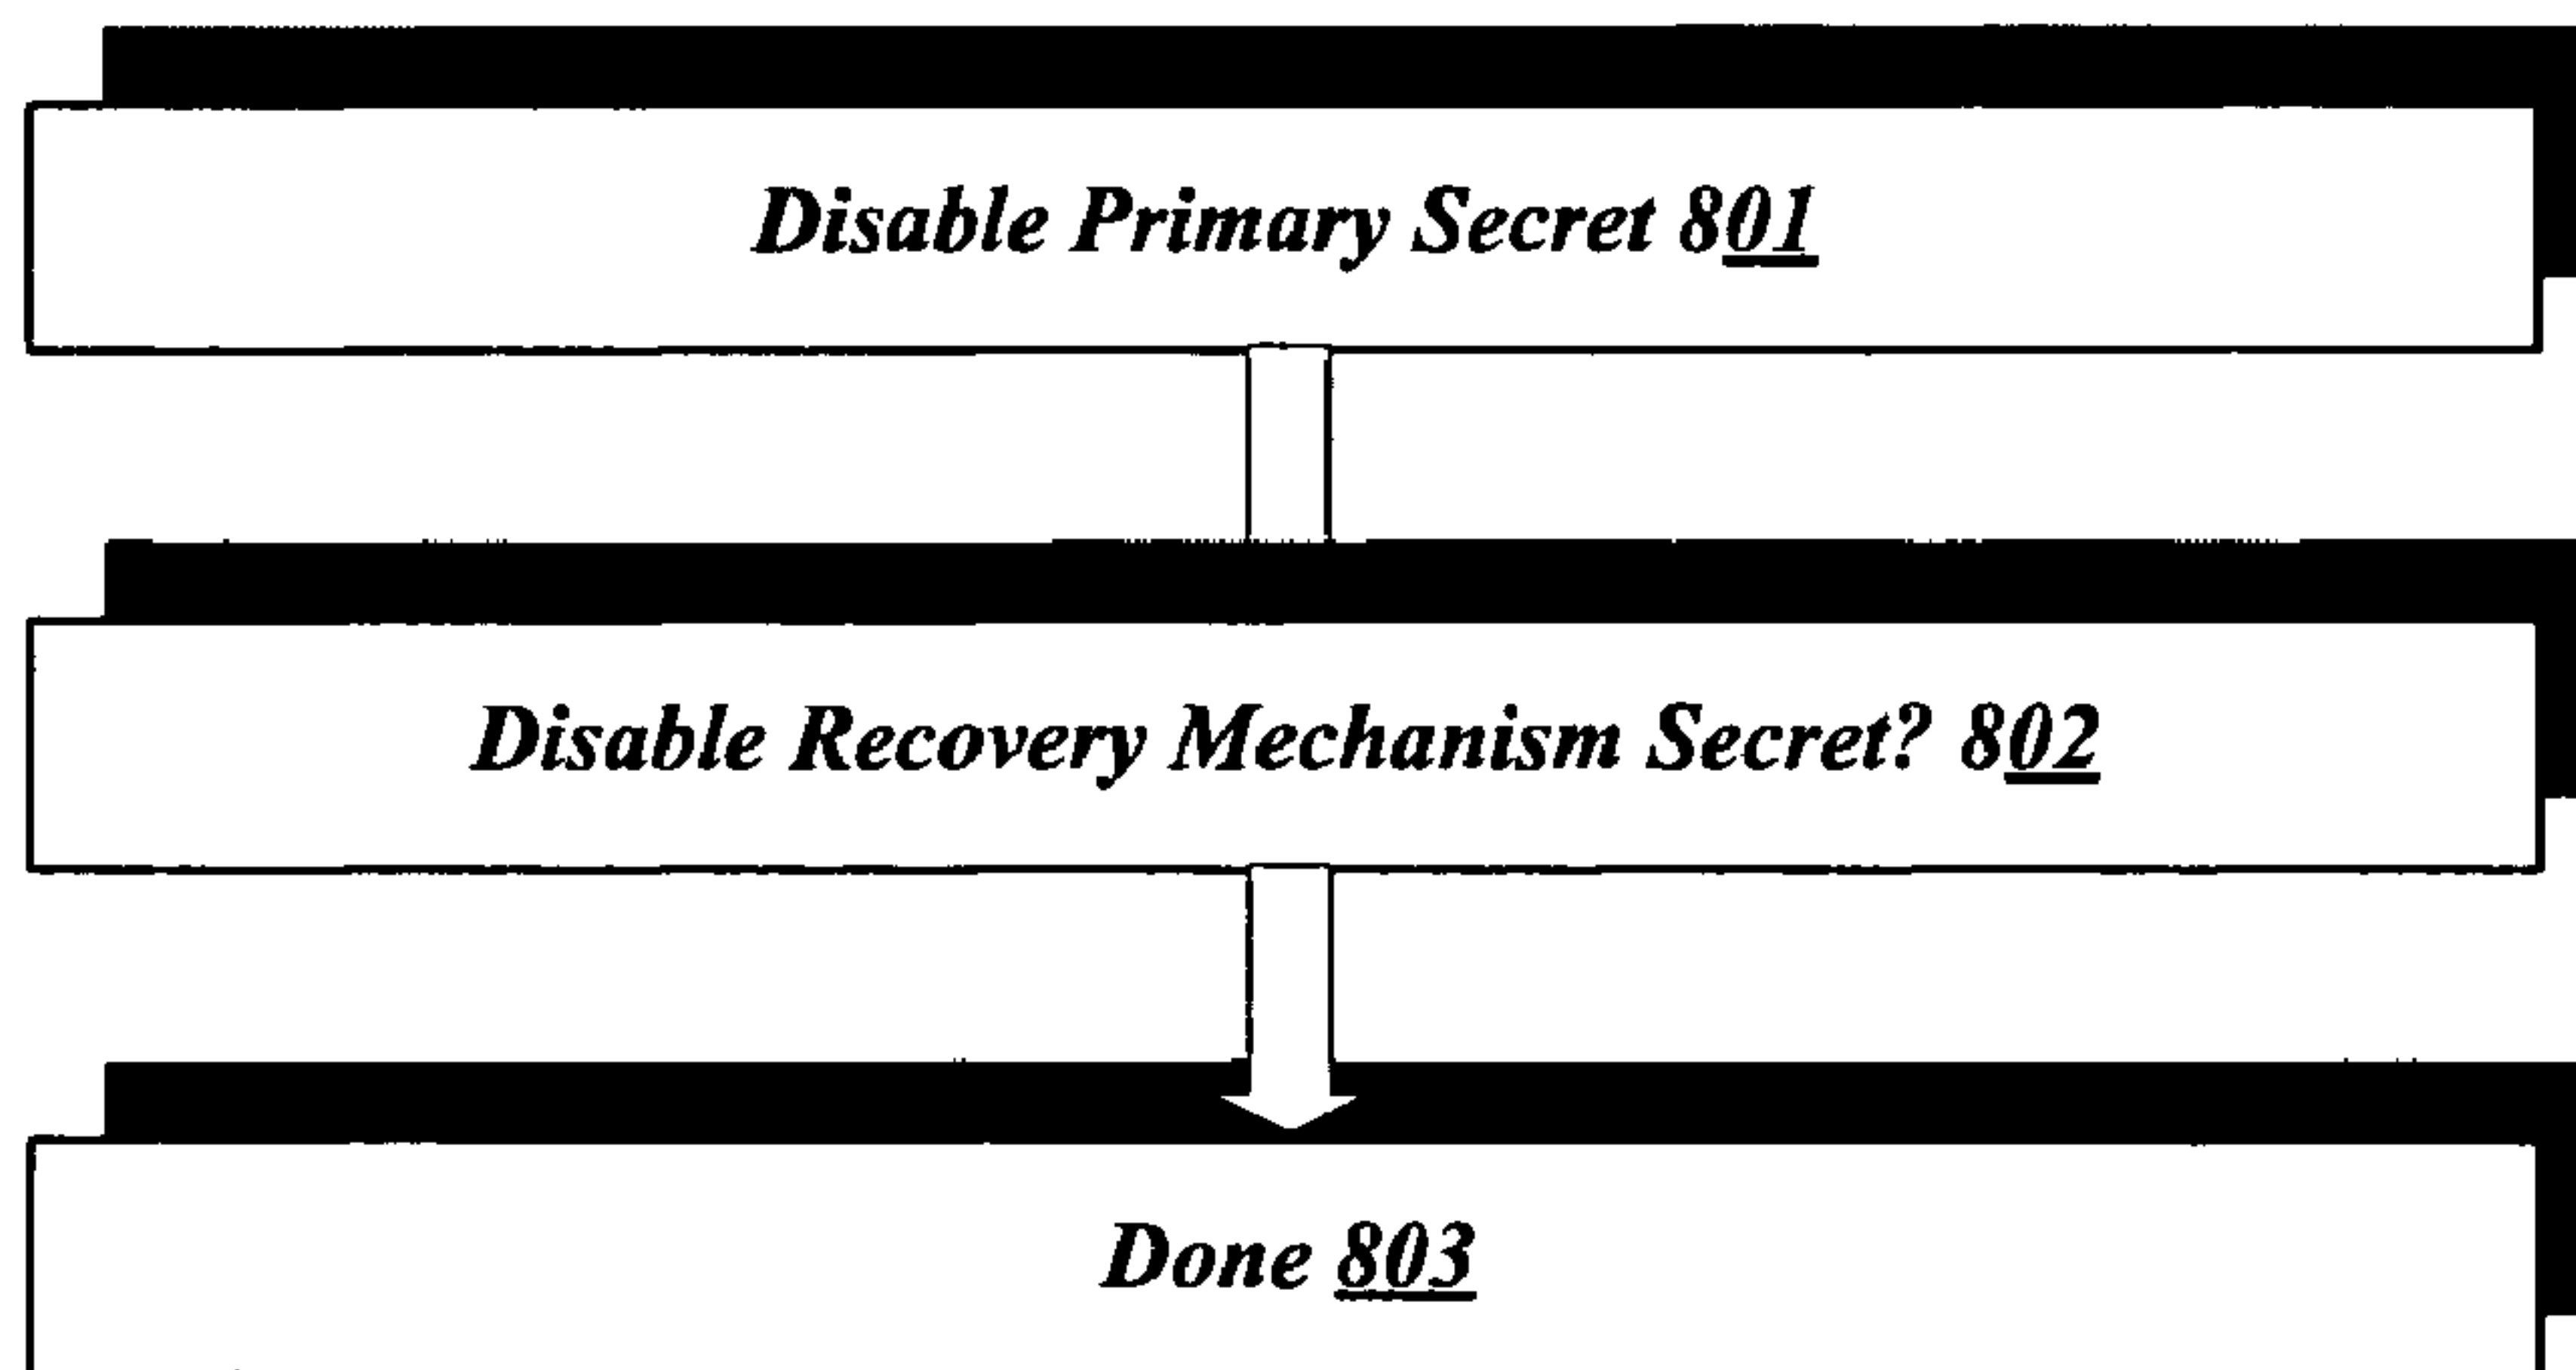 Disable Primary Secret 801
Disable Recovery Mechanism Secret? 802
Done 803